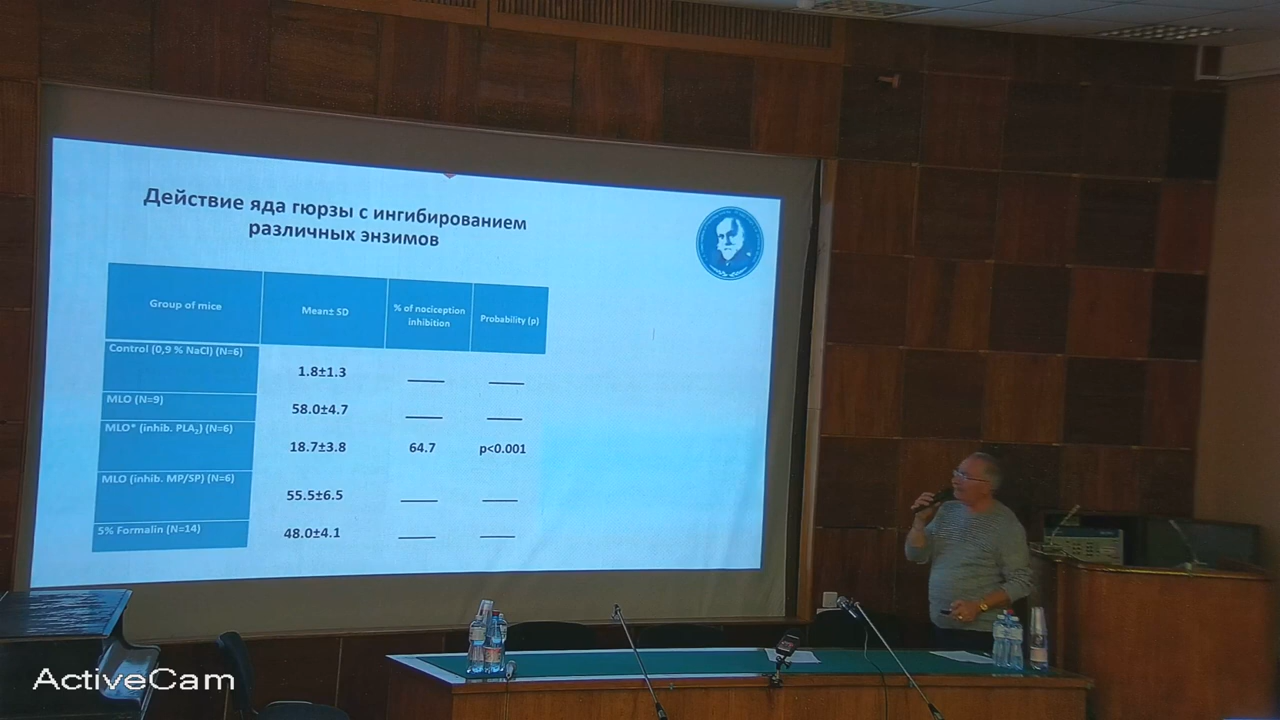 Действие яда гюрзы с ингибированием
различных энзимов
Group of mice
Mean± SD
% of nociception
inhibition
Probability (p)
Control (0,9 % NaCl) (N=6)
1.8±1.3
MLO (N=9)
58.0±4.7
MLO* (inhib. PLA₂) (N=6)
18.7±3.8
64.7
p<0.001
MLO (inhib. MP/SP) (N=6)
55.5±6.5
5% Formalin (N=14)
48.0±4.1
ActiveCam